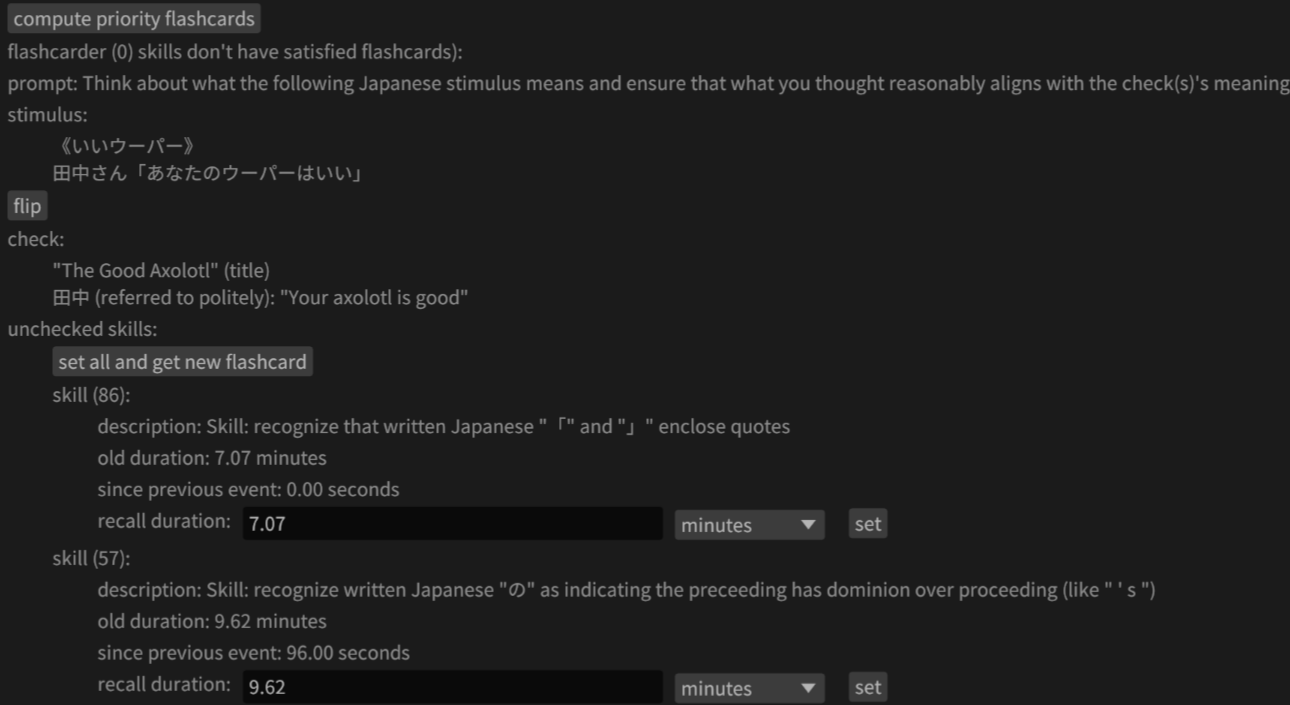 compute priority flashcards
flashcarder (0) skills don't have satisfied flashcards):
prompt: Think about what the following Japanese stimulus means and ensure that what you thought reasonably aligns with the check(s)'s meaning
stimulus:
《いいウーパー》
田中さん「あなたのウーパーはいい」
flip
check:
"The Good Axolotl" (title)
田中 (referred to politely): "Your axolotl is good"
unchecked skills:
set all and get new flashcard
skill (86):
description: Skill: recognize that written Japanese "「" and "」" enclose quotes
old duration: 7.07 minutes
since previous event: 0.00 seconds
recall duration: 7.07 minutes set
skill (57):
description: Skill: recognize written Japanese "の" as indicating the preceeding has dominion over proceeding (like " ' s ")
old duration: 9.62 minutes
since previous event: 96.00 seconds
recall duration: 9.62 minutes set